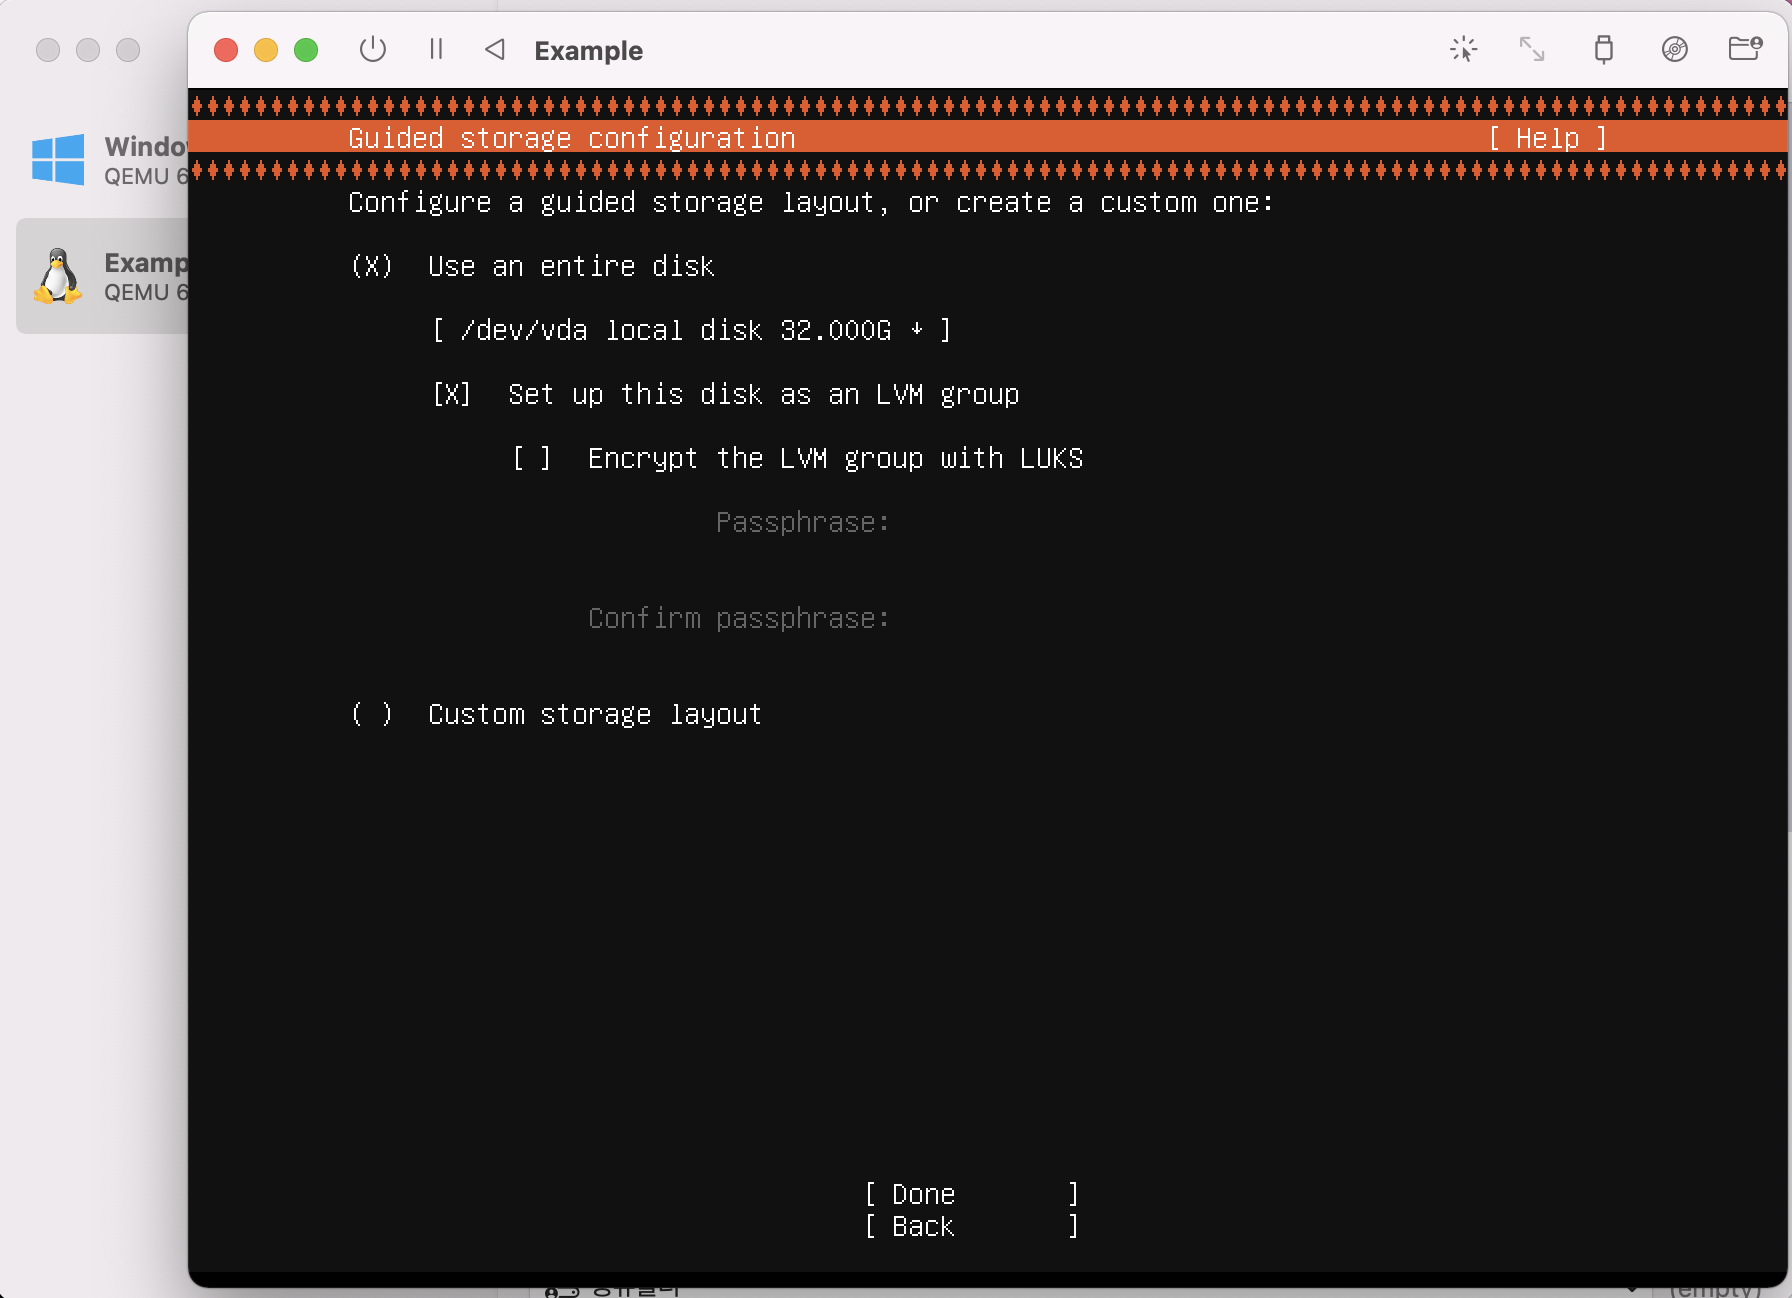 Example
Windo
QEMU 6
Examp
QEMU 6
Guided storage configuration [ Help ]
Configure a guided storage layout, or create a custom one:
(X) Use an entire disk
[ /dev/vda local disk 32.000G ↓ ]
[X] Set up this disk as an LVM group
[ ] Encrypt the LVM group with LUKS
Passphrase:
Confirm passphrase:
( ) Custom storage layout
[ Done ]
[ Back ]
(empty)